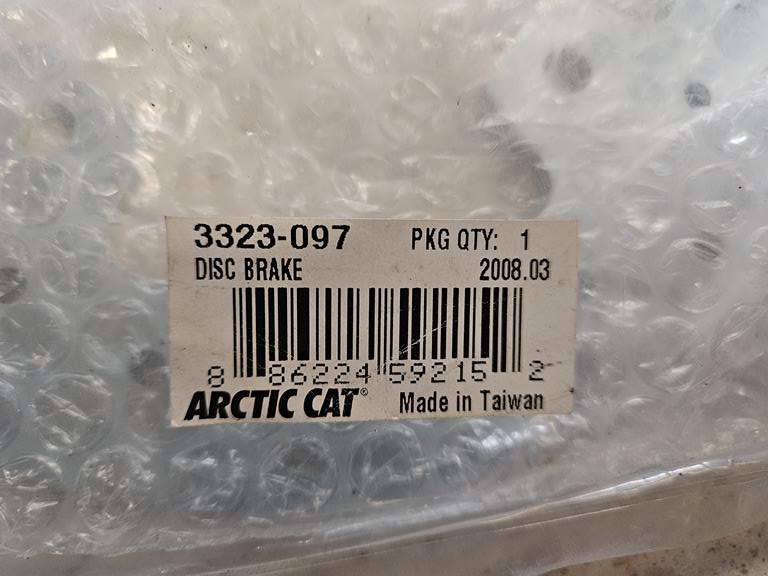 3323-097 PKG QTY: 1
DISC BRAKE 2008.03
8 86224 59215 2
ARCTIC CAT® Made in Taiwan